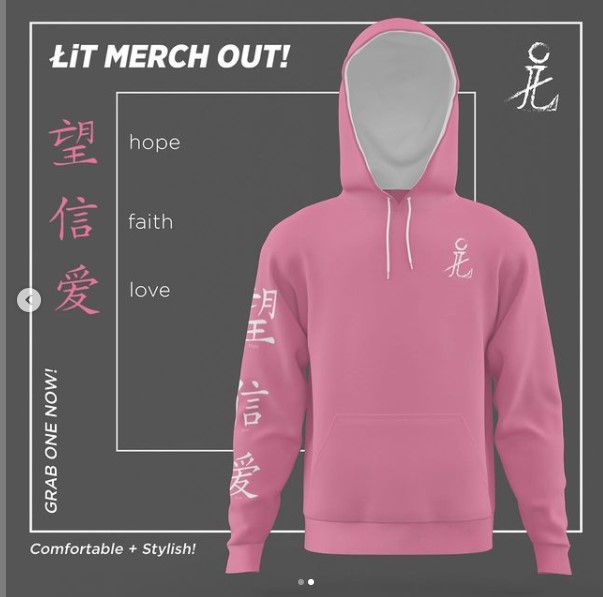 ŁiT MERCH OUT!
望
hope
信
faith
爱
love
GRAB ONE NOW!
Comfortable + Stylish!
望
信
爱